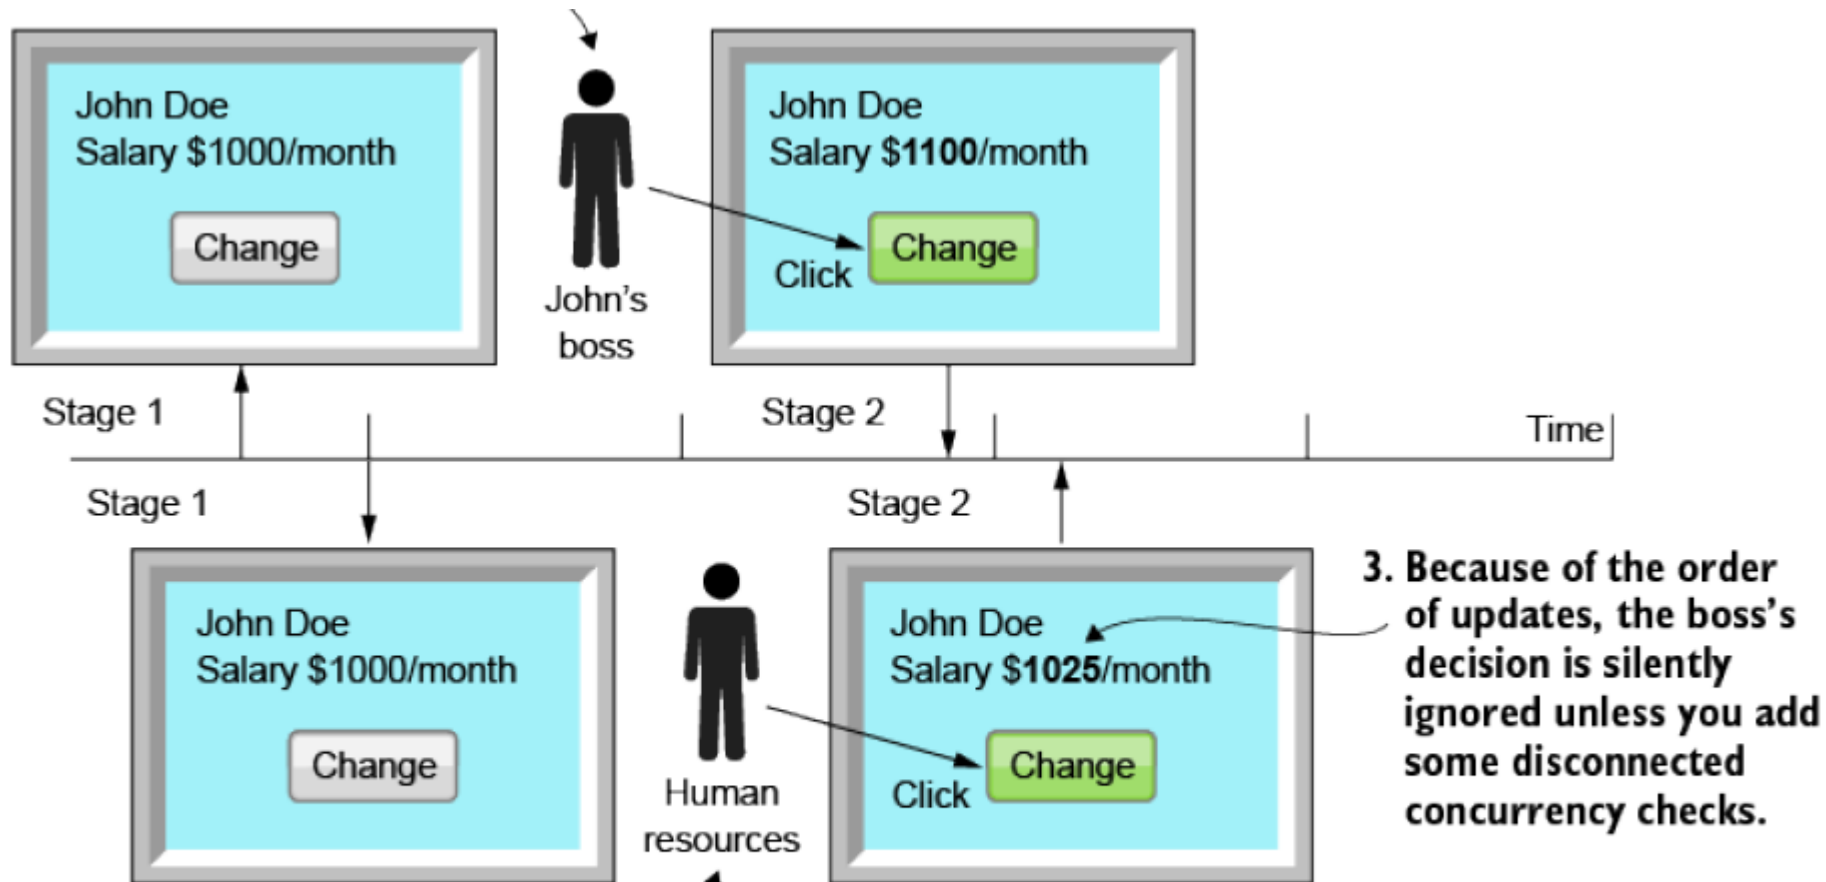 John Doe
Salary $1000/month
Change
John's
boss
John Doe
Salary $1100/month
Click
Change
Stage 1
Stage 2
Time
Stage 1
Stage 2
John Doe
Salary $1000/month
Change
Human
resources
John Doe
Salary $1025/month
Click
Change
3. Because of the order
of updates, the boss's
decision is silently
ignored unless you add
some disconnected
concurrency checks.